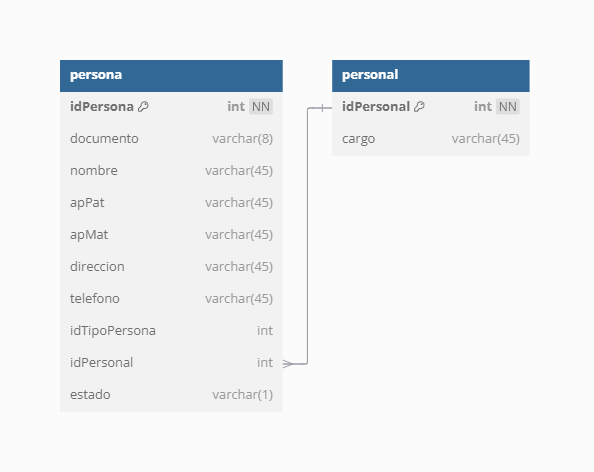 persona
idPersona int NN
documento varchar(8)
nombre varchar(45)
apPat varchar(45)
apMat varchar(45)
direccion varchar(45)
telefono varchar(45)
idTipoPersona int
idPersonal int
estado varchar(1)
personal
idPersonal int NN
cargo varchar(45)